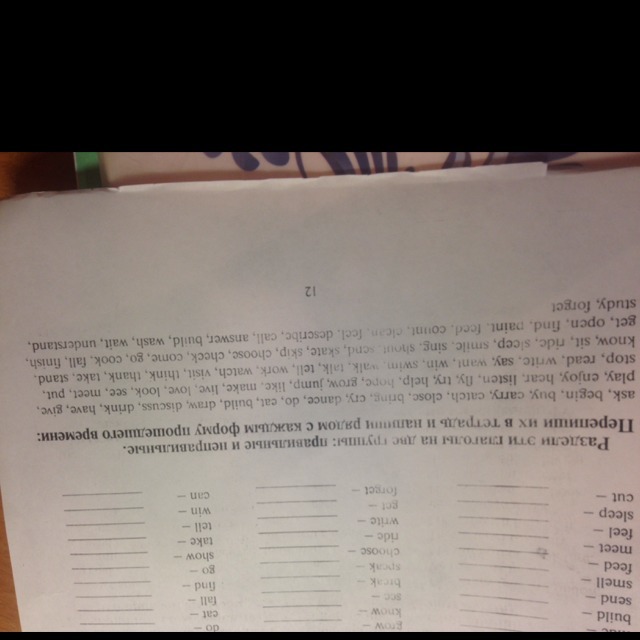 build –
send –
smell –
feed –
meet –
feel –
sleep –
cut –
grow –
know –
see –
break –
speak –
choose –
ride –
write –
get –
forget –
do –
eat –
fall –
find –
go –
show –
take –
tell –
win –
can –
Раздели эти глаголы на две группы: правильные и неправильные.
Перепиши их в тетрадь и напиши рядом с каждым форму прошедшего времени:
ask, begin, buy, carry, catch, close, bring, cry, dance, do, eat, build, draw, discuss, drink, have, give,
play, enjoy, hear, listen, fly, try, help, hope, grow, jump, like, make, live, love, look, see, meet, put,
stop, read, write, say, want, win, swim, walk, talk, tell, work, watch, visit, think, thank, take, stand,
know, sit, ride, sleep, smile, sing, shout, send, skate, skip, choose, check, come, go, cook, fall, finish,
get, open, find, paint, feed, count, clean, feel, describe, call, answer, build, wash, wait, understand,
study, forget
12